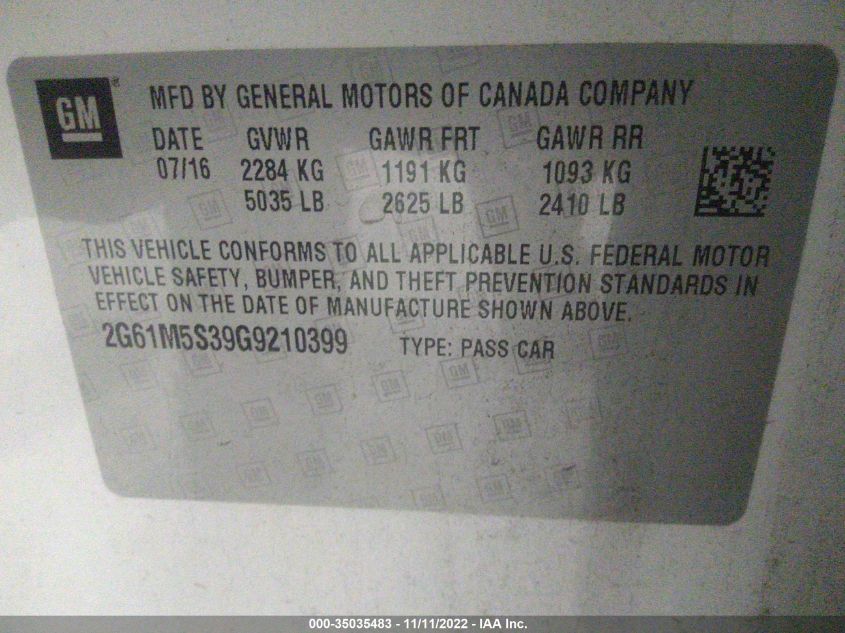 GM ® MFD BY GENERAL MOTORS OF CANADA COMPANY
DATE GVWR GAWR FRT GAWR RR
07/16 2284 KG 1191 KG 1093 KG
5035 LB 2625 LB 2410 LB
THIS VEHICLE CONFORMS TO ALL APPLICABLE U.S. FEDERAL MOTOR
VEHICLE SAFETY, BUMPER, AND THEFT PREVENTION STANDARDS IN
EFFECT ON THE DATE OF MANUFACTURE SHOWN ABOVE.
2G61M5S39G9210399 TYPE: PASS CAR
000-35035483 - 11/11/2022 - IAA Inc.